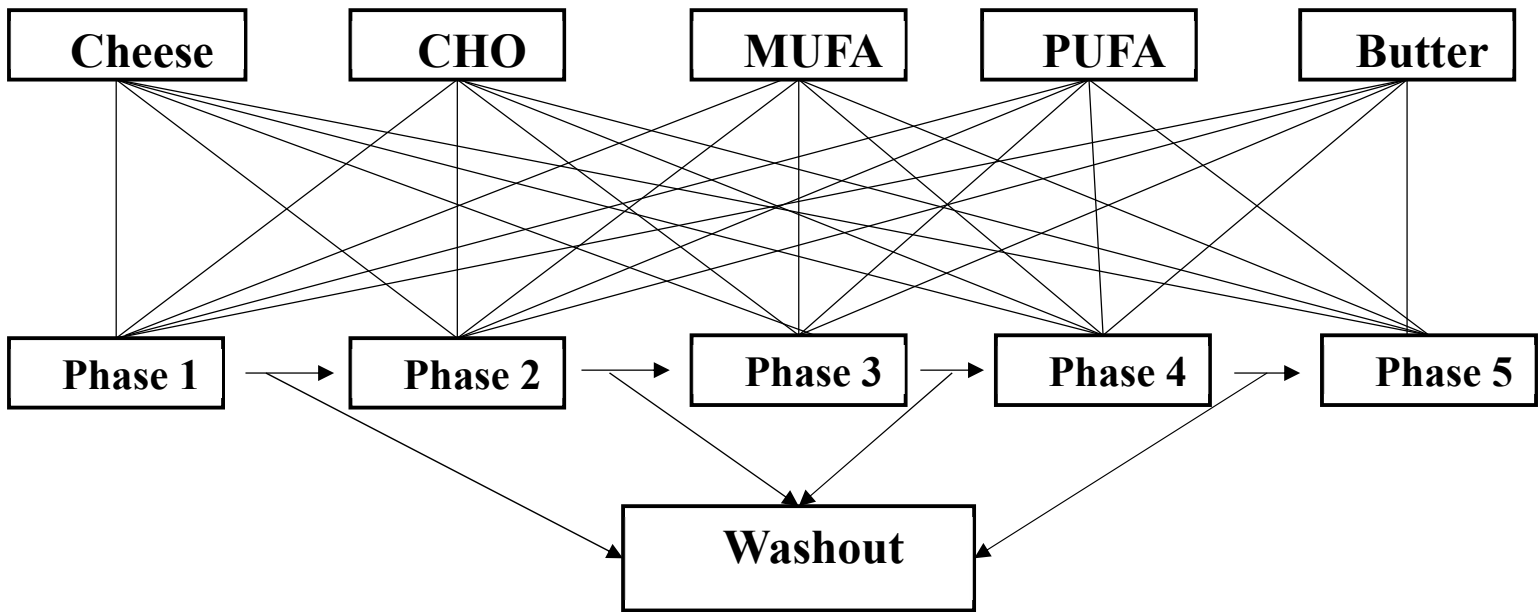 Cheese
CHO
MUFA
PUFA
Butter
Phase 1
Phase 2
Phase 3
Phase 4
Phase 5
Washout